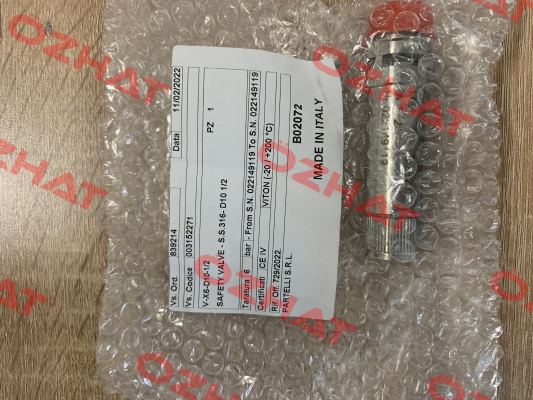 Vs. Ord. 839214 Data 11/02/2022
Vs. Codice 003152271
V-X6-D10-1/2 PZ 1
SAFETY VALVE - S.S.316- D10 1/2
Taratura 6 bar - From S.N. 022149119 To S.N. 022149119
Certificati CE IV VITON (-20 / +200 °C)
Rif. Off. 729/2022
PARTELLI S.R.L.
B02072
MADE IN ITALY
OZHAT
OZHAT
OZHAT
OZHAT
OZHAT
OZHAT